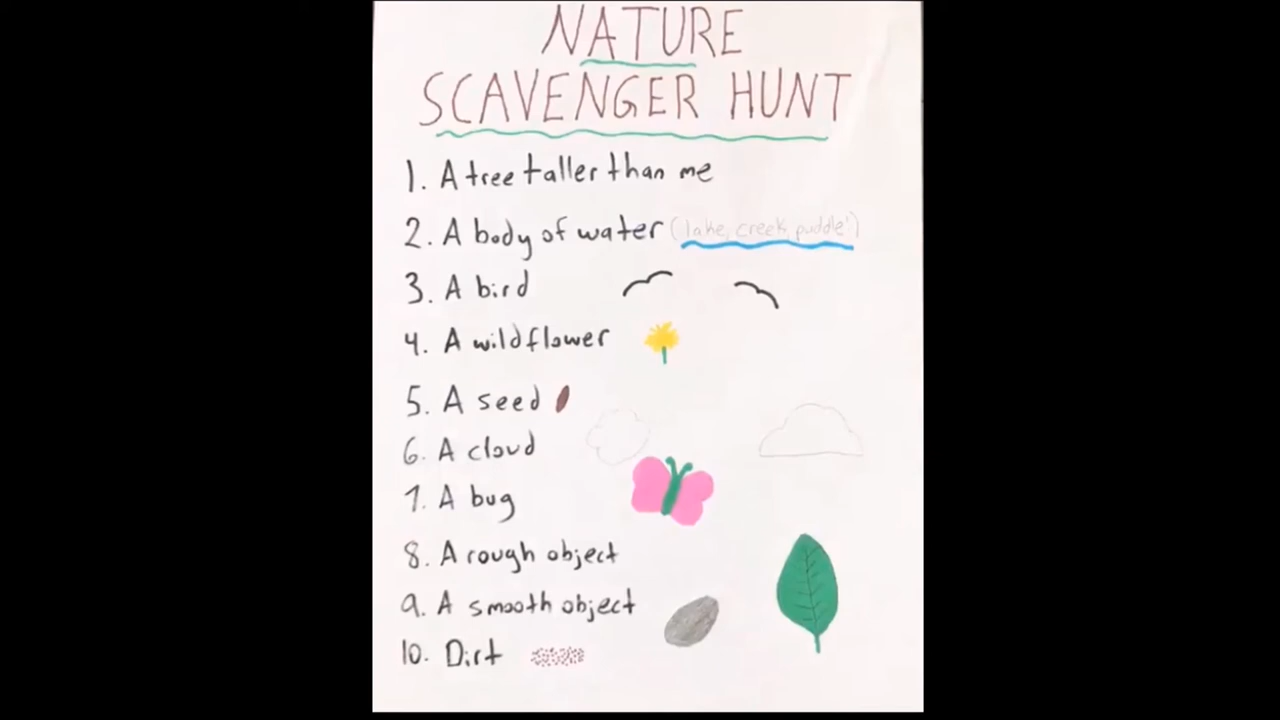 NATURE
SCAVENGER HUNT
1. A tree taller than me
2. A body of water (lake, creek, puddle)
3. A bird
4. A wildflower
5. A seed
6. A cloud
7. A bug
8. A rough object
9. A smooth object
10. Dirt